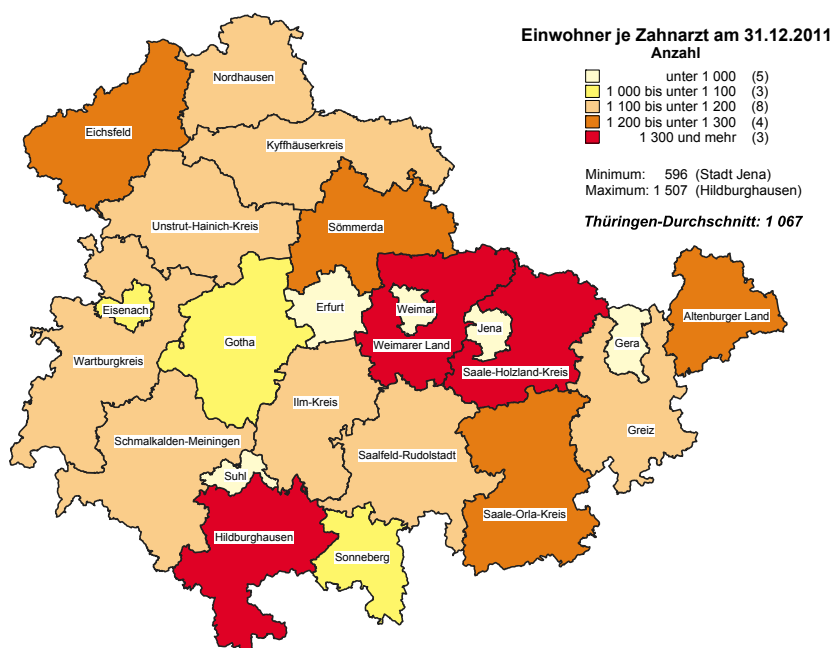 Einwohner je Zahnarzt am 31.12.2011
Anzahl
unter 1 000 (5)
1 000 bis unter 1 100 (3)
1 100 bis unter 1 200 (8)
1 200 bis unter 1 300 (4)
1 300 und mehr (3)
Minimum: 596 (Stadt Jena)
Maximum: 1 507 (Hildburghausen)
Thüringen-Durchschnitt: 1 067
Nordhausen
Eichsfeld
Kyffhäuserkreis
Unstrut-Hainich-Kreis
Sömmerda
Eisenach
Erfurt
Weimar
Altenburger Land
Jena
Gotha
Weimarer Land
Gera
Wartburgkreis
Saale-Holzland-Kreis
Ilm-Kreis
Greiz
Schmalkalden-Meiningen
Saalfeld-Rudolstadt
Suhl
Saale-Orla-Kreis
Hildburghausen
Sonneberg